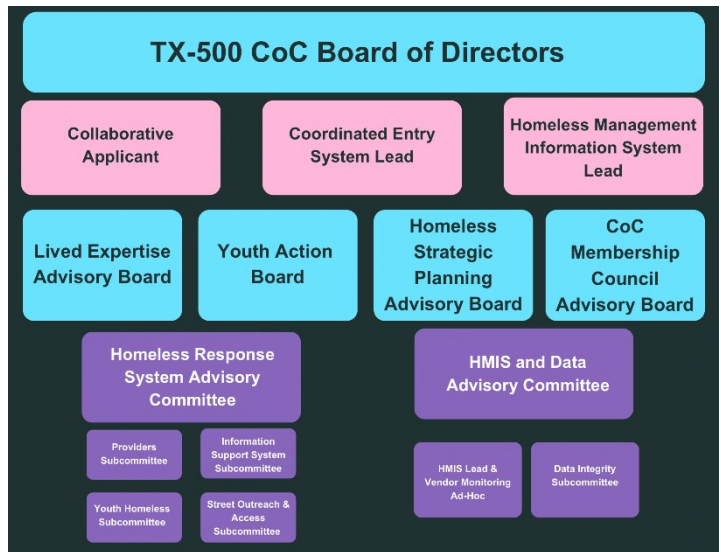 TX-500 CoC Board of Directors
Collaborative
Applicant
Coordinated Entry
System Lead
Homeless Management
Information System
Lead
Lived Expertise
Advisory Board
Youth Action
Board
Homeless
Strategic
Planning
Advisory Board
CoC
Membership
Council
Advisory Board
Homeless Response
System Advisory
Committee
HMIS and Data
Advisory Committee
Providers
Subcommittee
Information
Support System
Subcommittee
HMIS Lead &
Vendor Monitoring
Ad-Hoc
Data Integrity
Subcommittee
Youth Homeless
Subcommittee
Street Outreach &
Access
Subcommittee